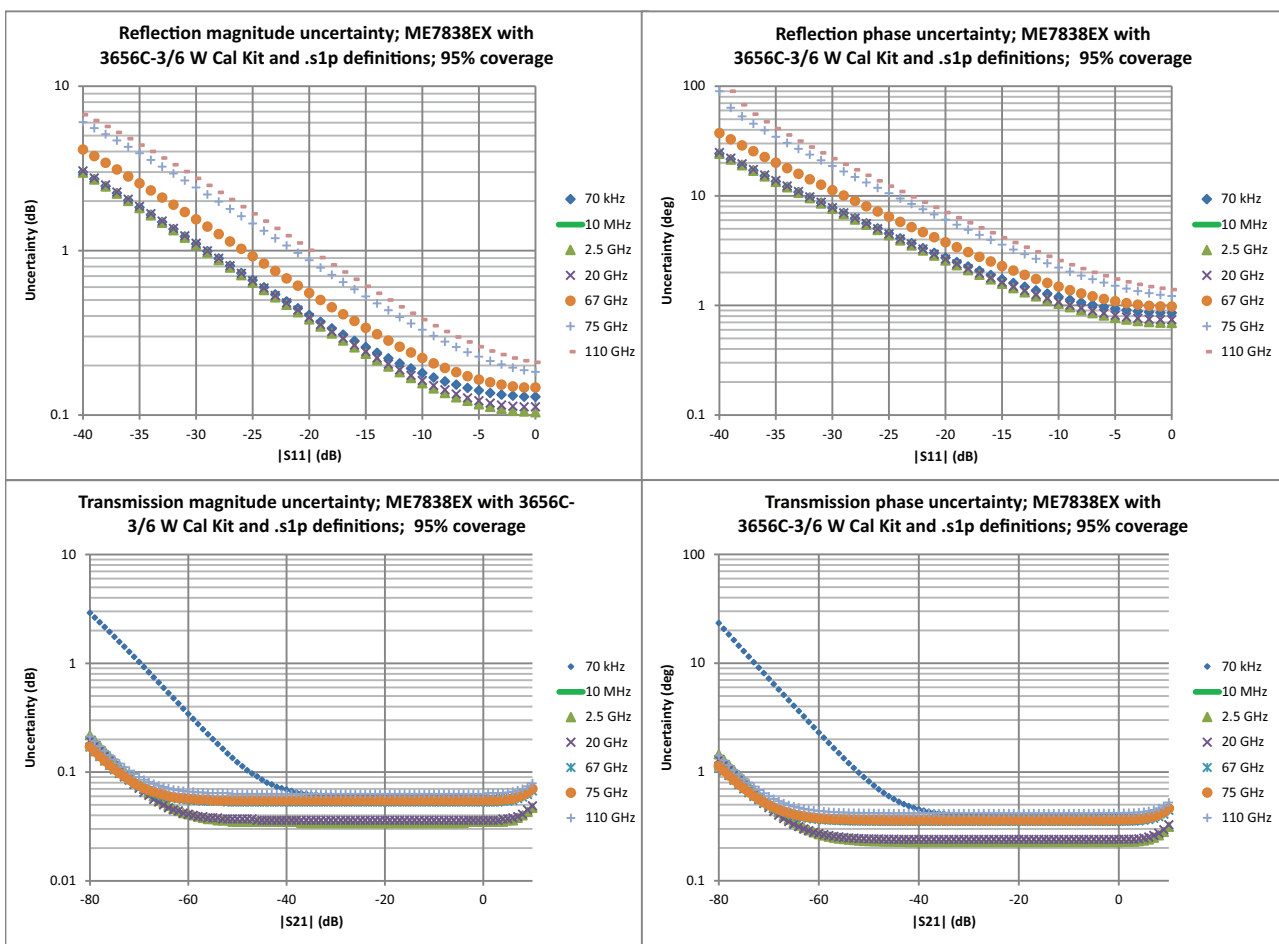 Reflection magnitude uncertainty; ME7838EX with
3656C-3/6 W Cal Kit and .s1p definitions; 95% coverage
10
1
0.1
Uncertainty (dB)
-40 -35 -30 -25 -20 -15 -10 -5 0
|S11| (dB)
70 kHz
10 MHz
2.5 GHz
20 GHz
67 GHz
75 GHz
110 GHz
Reflection phase uncertainty; ME7838EX with
3656C-3/6 W Cal Kit and .s1p definitions; 95% coverage
100
10
1
0.1
Uncertainty (deg)
-40 -35 -30 -25 -20 -15 -10 -5 0
|S11| (dB)
70 kHz
10 MHz
2.5 GHz
20 GHz
67 GHz
75 GHz
110 GHz
Transmission magnitude uncertainty; ME7838EX with 3656C-
3/6 W Cal Kit and .s1p definitions; 95% coverage
10
1
0.1
0.01
Uncertainty (dB)
-80 -60 -40 -20 0
|S21| (dB)
70 kHz
10 MHz
2.5 GHz
20 GHz
67 GHz
75 GHz
110 GHz
Transmission phase uncertainty; ME7838EX with
3656C-3/6 W Cal Kit and .s1p definitions; 95% coverage
100
10
1
0.1
Uncertainty (deg)
-80 -60 -40 -20 0
|S21| (dB)
70 kHz
10 MHz
2.5 GHz
20 GHz
67 GHz
75 GHz
110 GHz